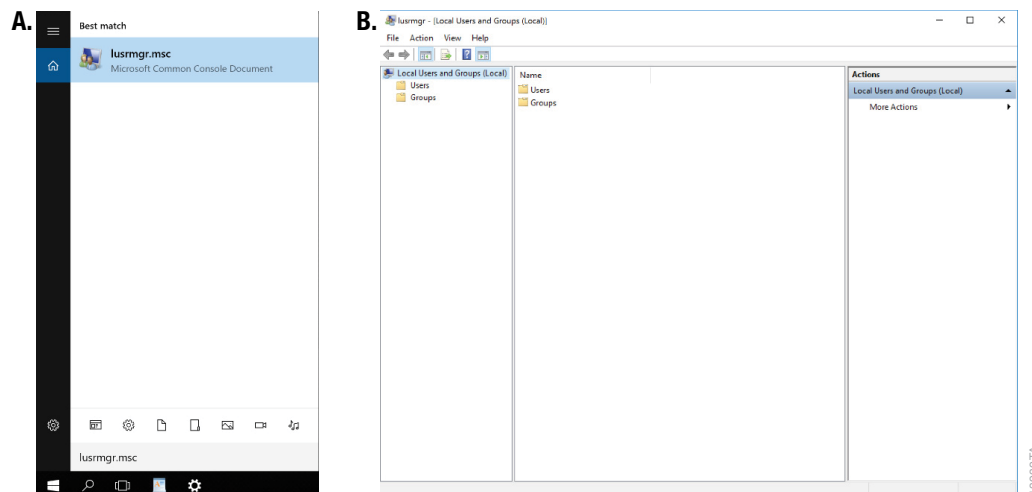 A.
Best match
lusrmgr.msc
Microsoft Common Console Document
lusrmgr.msc
B.
lusrmgr - [Local Users and Groups (Local)]
File Action View Help
Local Users and Groups (Local)
Users
Groups
Name
Users
Groups
Actions
Local Users and Groups (Local)
More Actions